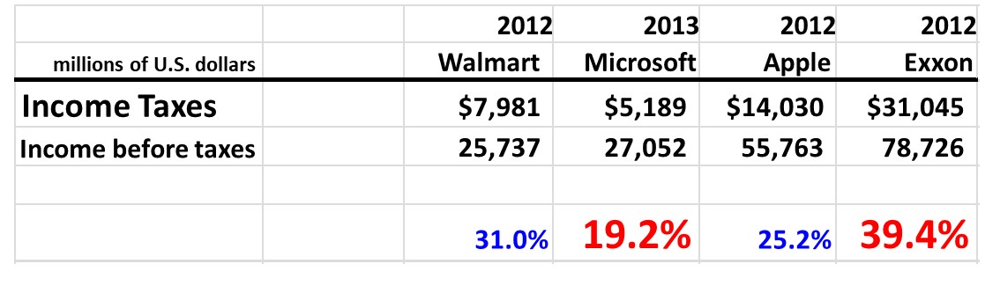 2012 2013 2012 2012
millions of U.S. dollars Walmart Microsoft Apple Exxon
Income Taxes $7,981 $5,189 $14,030 $31,045
Income before taxes 25,737 27,052 55,763 78,726
31.0% 19.2% 25.2% 39.4%